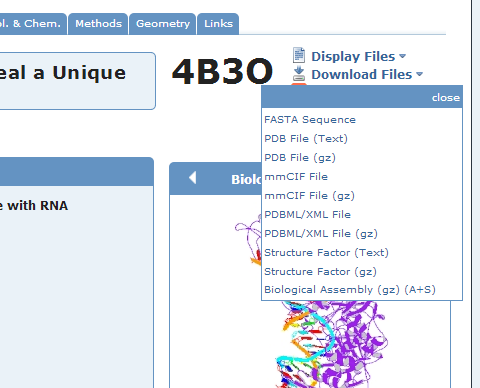 ol. & Chem. Methods Geometry Links
eal a Unique
4B3O
Display Files
Download Files
close
FASTA Sequence
PDB File (Text)
PDB File (gz)
mmCIF File
mmCIF File (gz)
PDBML/XML File
PDBML/XML File (gz)
Structure Factor (Text)
Structure Factor (gz)
Biological Assembly (gz) (A+S)
Biolo
e with RNA